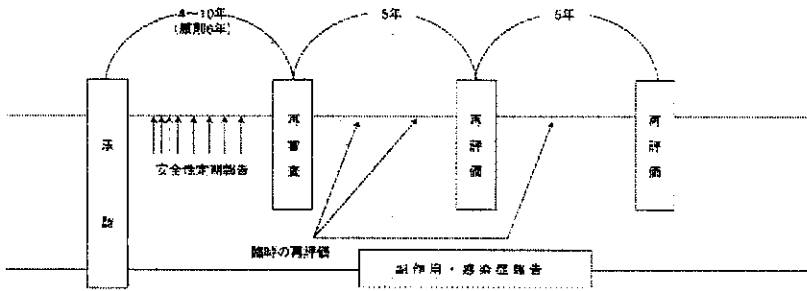 4～10年
(原則6年)
5年
5年
承認
再審査
再評価
再評価
安全性定期報告
臨時の再評価
副作用・感染症報告